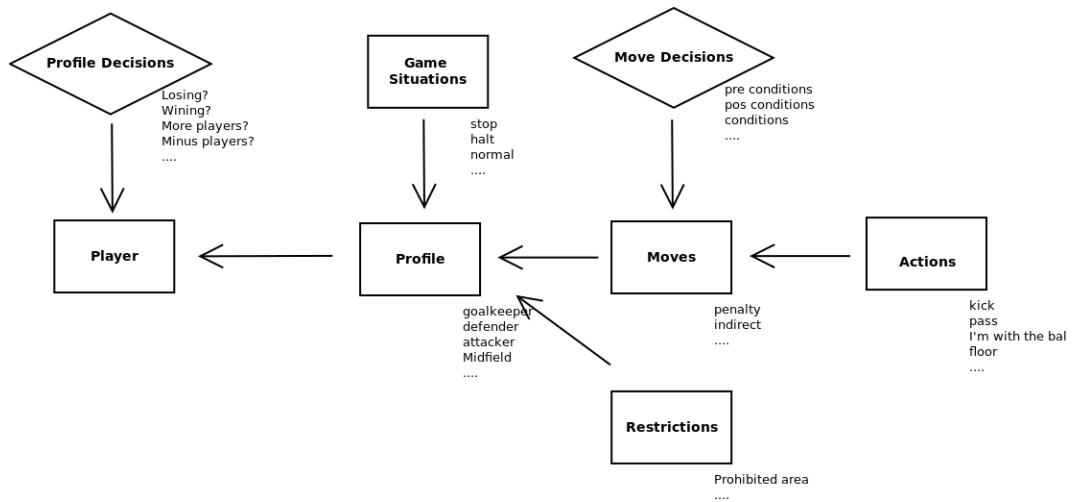 Profile Decisions
Losing?
Wining?
More players?
Minus players?
....
Game
Situations
stop
halt
normal
....
Move Decisions
pre conditions
pos conditions
conditions
....
Player
Profile
goalkeeper
defender
attacker
Midfield
....
Moves
penalty
indirect
....
Actions
kick
pass
I'm with the bal
floor
....
Restrictions
Prohibited area
....